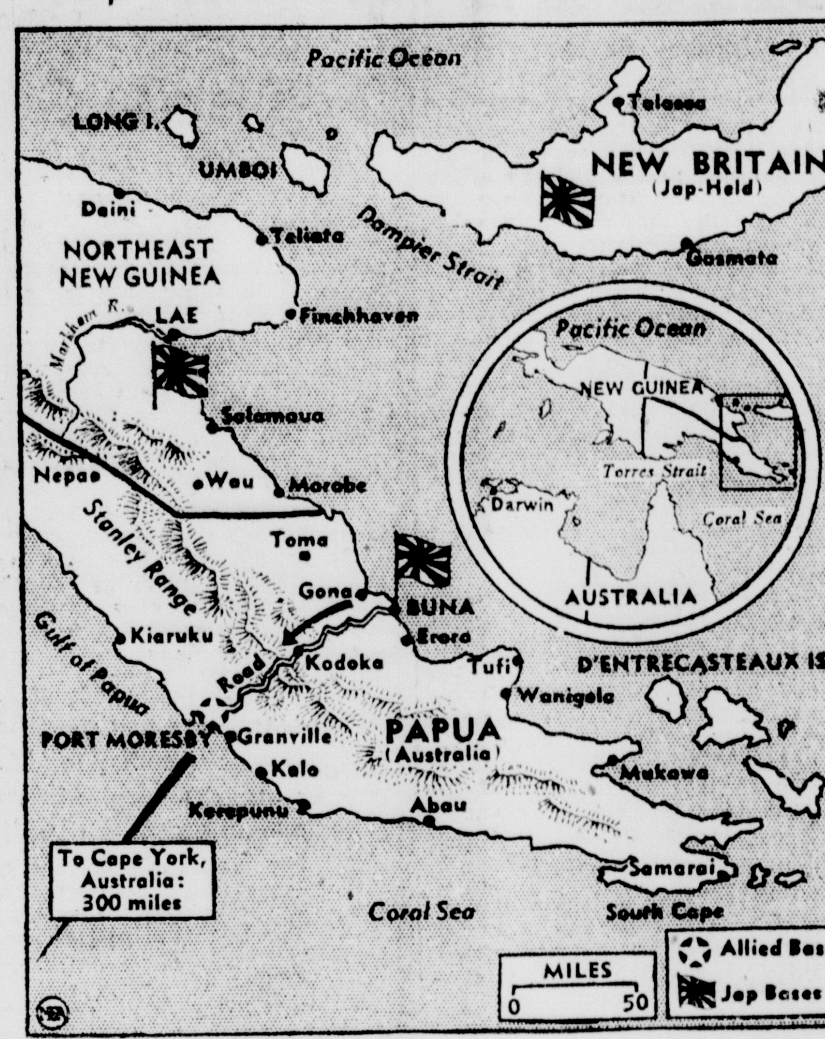 Pacific Ocean
LONG I.
UMBOI
Talasea
NEW BRITAIN
(Jap-Held)
Daini
Taliata
Dampier Strait
Gasmata
NORTHEAST
NEW GUINEA
Markham R.
LAE
Finchhaven
Pacific Ocean
NEW GUINEA
Torres Strait
Darwin
Coral Sea
AUSTRALIA
Salamaua
Nepao
Wau
Morobe
Stanley Range
Toma
Gona
BUNA
Erora
Kiaruku
Gulf of Papua
Road
Kodoka
Tufi
D'ENTRECASTEAUX IS
Wanigela
PORT MORESBY
Granville
PAPUA
(Australia)
Kalo
Mukawa
Kerepunu
Abau
To Cape York,
Australia:
300 miles
Samarai
Coral Sea
South Cape
MILES
0 50
Allied Bas
Jap Bases